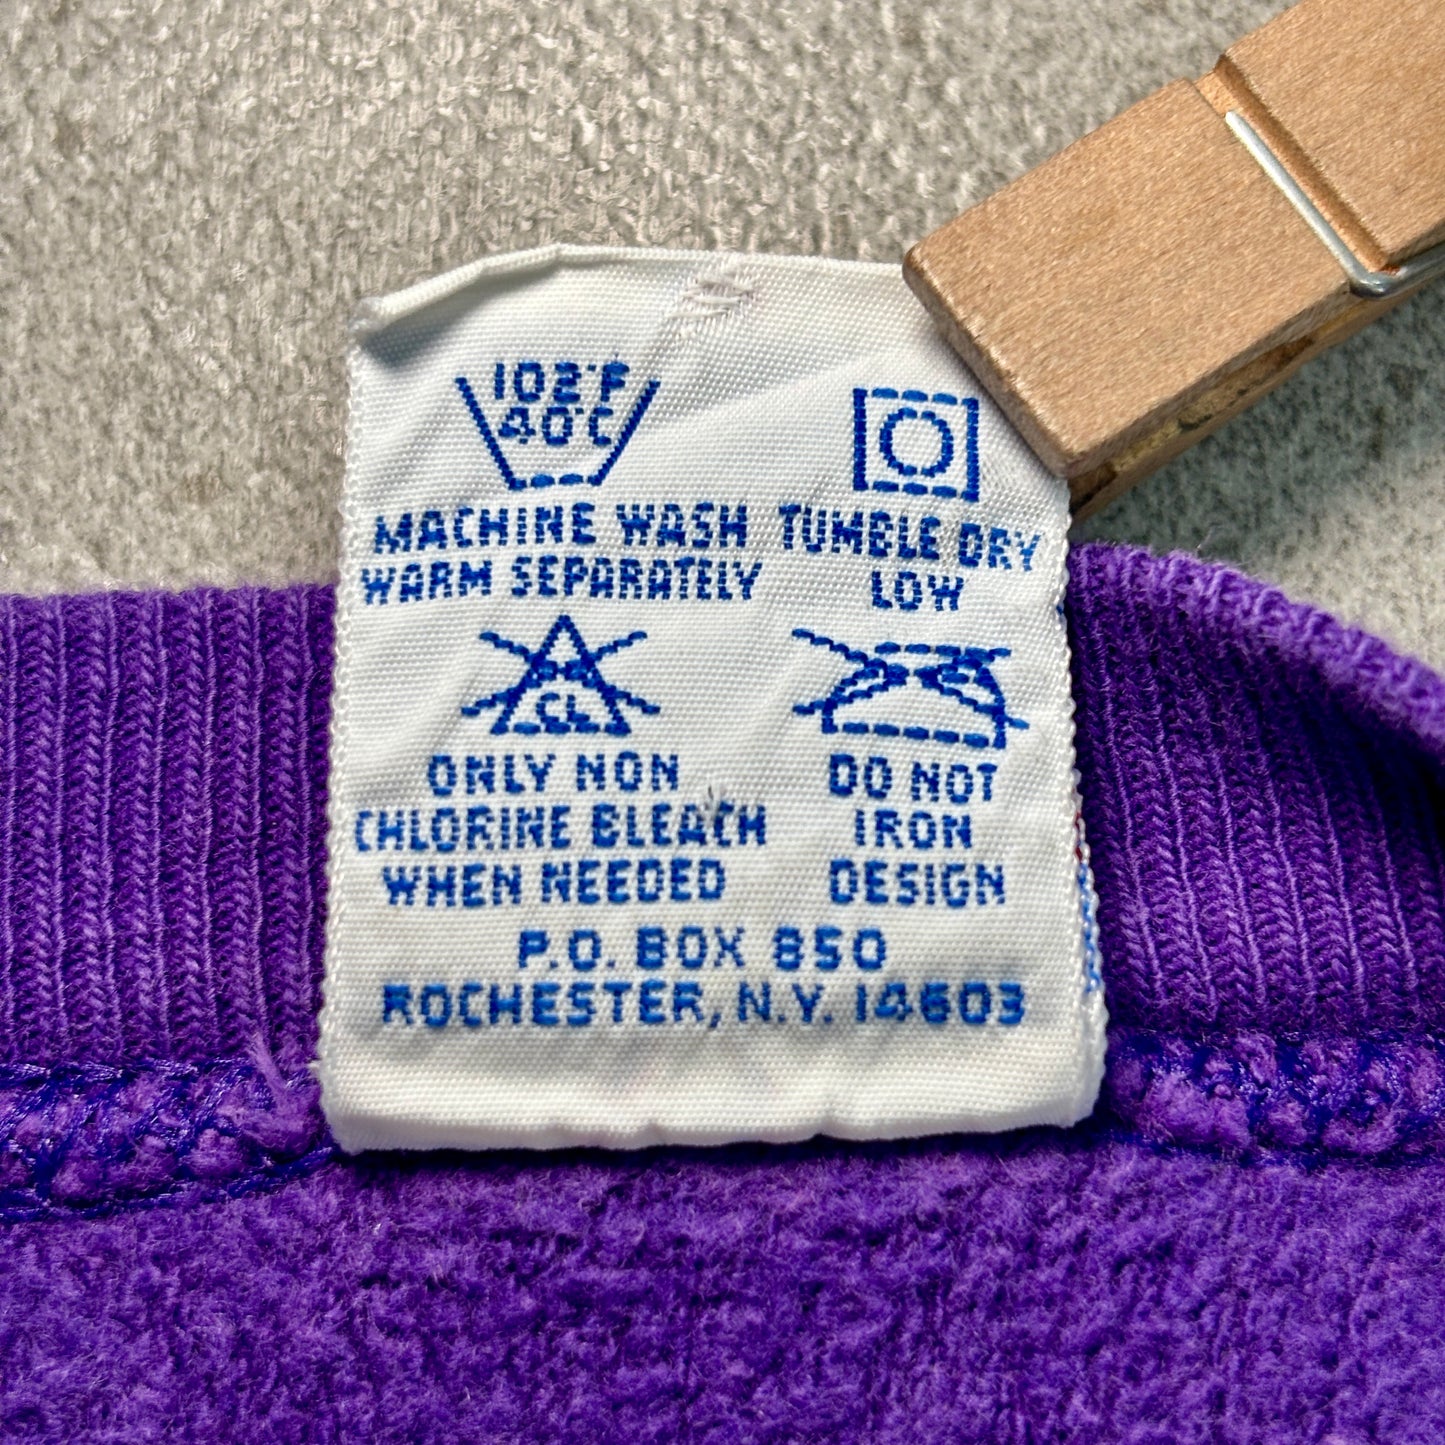 102°F
40°C
MACHINE WASH
WARM SEPARATELY
TUMBLE DRY
LOW
CL
ONLY NON
CHLORINE BLEACH
WHEN NEEDED
DO NOT
IRON
DESIGN
P.O. BOX 850
ROCHESTER, N.Y. 14603